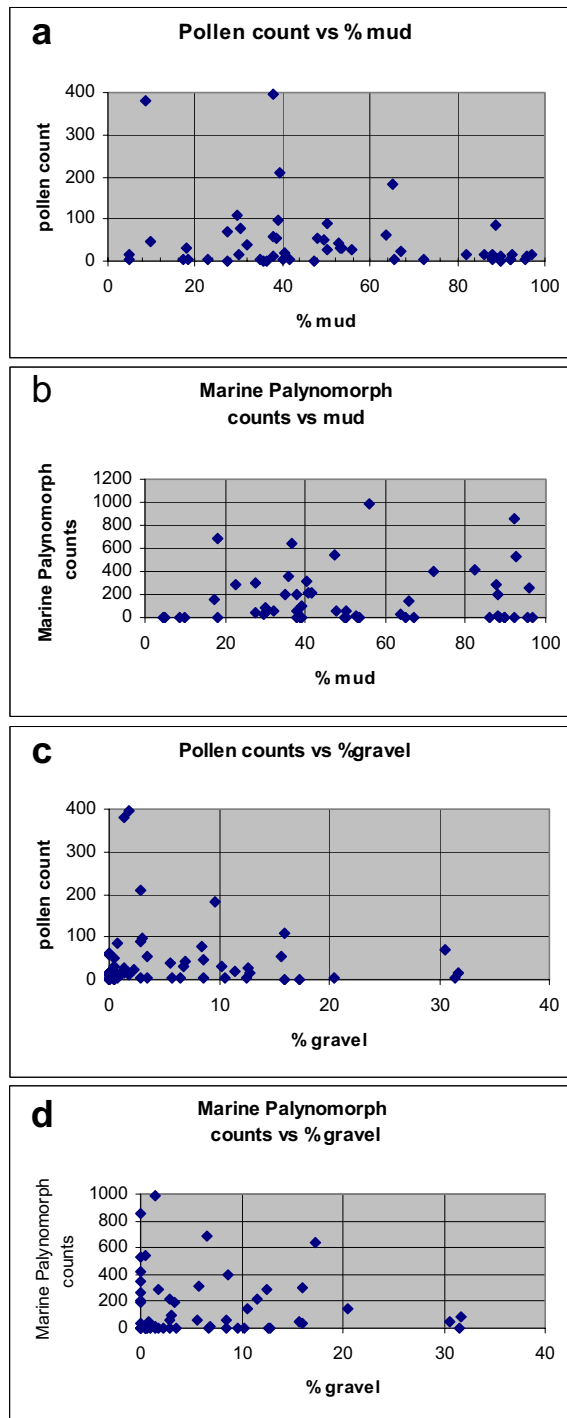 a
Pollen count vs % mud
400
300
200
100
0
pollen count
0 20 40 60 80 100
% mud
b
Marine Palynomorph
counts vs mud
1200
1000
800
600
400
200
0
Marine Palynomorph
counts
0 20 40 60 80 100
% mud
c
Pollen counts vs %gravel
400
300
200
100
0
pollen count
0 10 20 30 40
% gravel
d
Marine Palynomorph
counts vs % gravel
1000
800
600
400
200
0
Marine Palynomorph
counts
0 10 20 30 40
% gravel